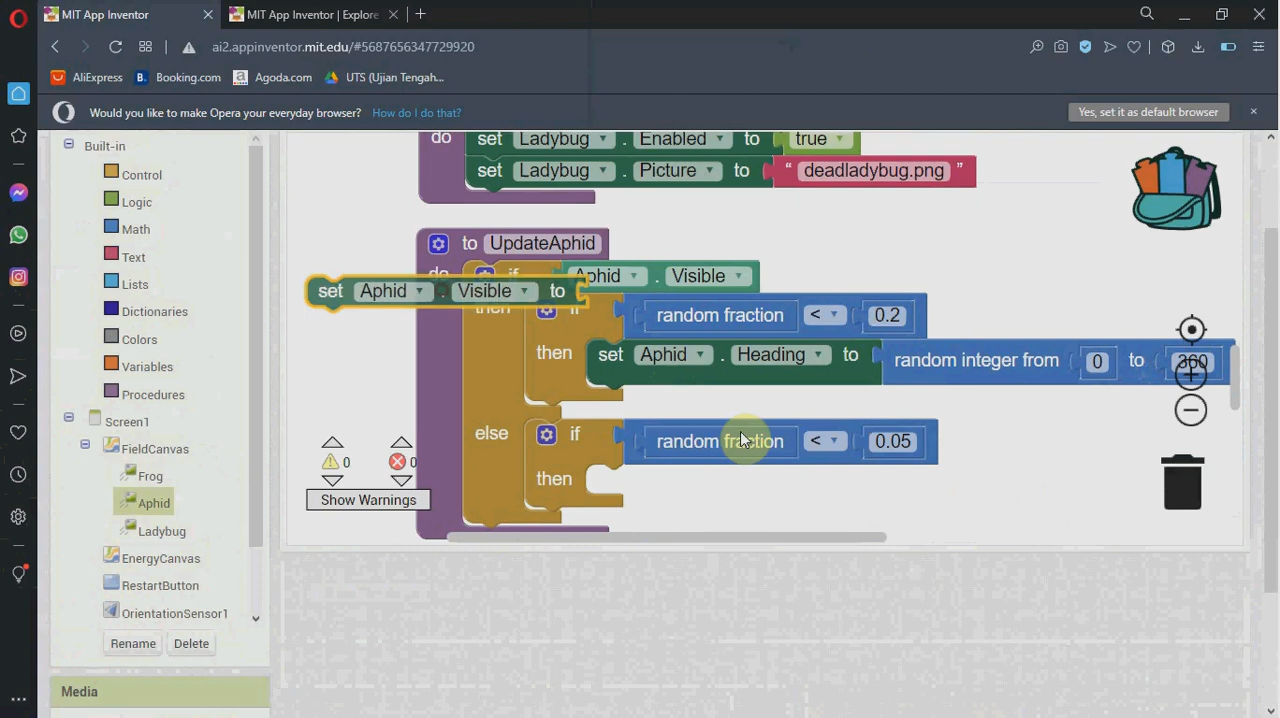 MIT App Inventor
MIT App Inventor | Explore
ai2.appinventor.mit.edu/#5687656347729920
AliExpress
Booking.com
Agoda.com
UTS (Ujian Tengah...
Would you like to make Opera your everyday browser? How do I do that?
Yes, set it as default browser
Built-in
Control
Logic
Math
Text
Lists
Dictionaries
Colors
Variables
Procedures
Screen1
FieldCanvas
Frog
Aphid
Ladybug
EnergyCanvas
RestartButton
OrientationSensor1
Rename Delete
Media
do set Ladybug . Enabled to true
set Ladybug . Picture to “ deadladybug.png ”
to UpdateAphid
do if Aphid . Visible
set Aphid . Visible to
then if random fraction < 0.2
then set Aphid . Heading to random integer from 0 to 360
else if random fraction < 0.05
then
0 0
Show Warnings